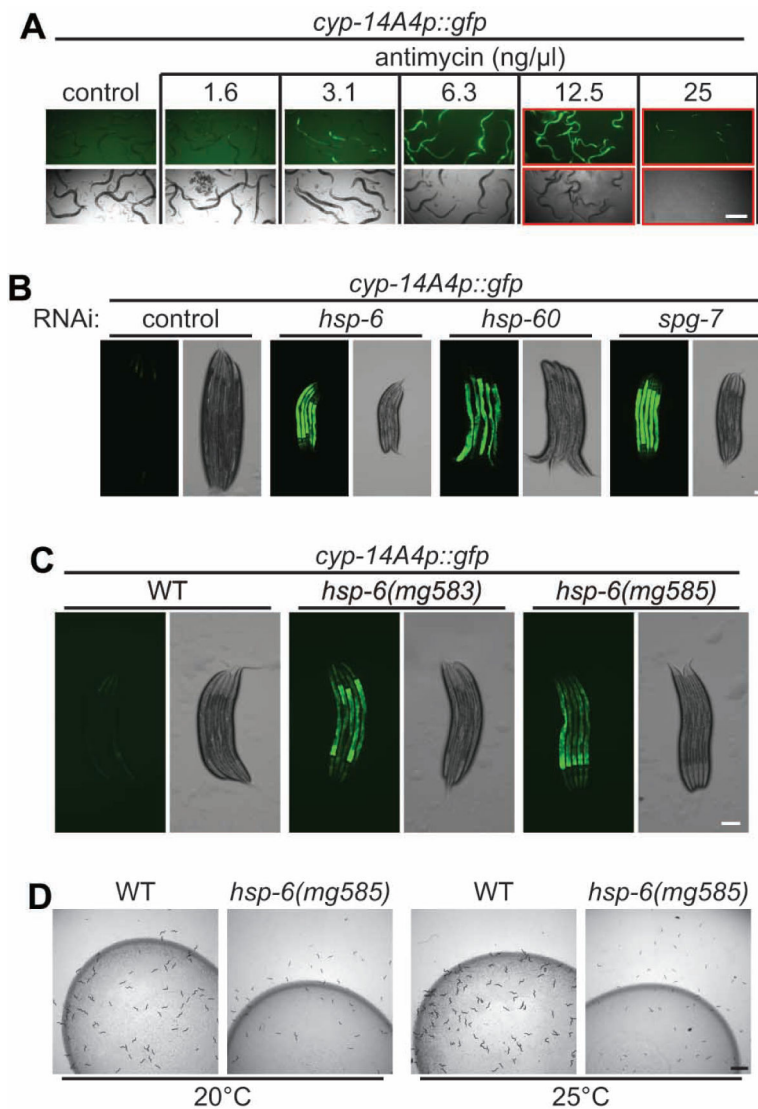 A
cyp-14A4p::gfp
antimycin (ng/µl)
control 1.6 3.1 6.3 12.5 25
B
cyp-14A4p::gfp
RNAi: control hsp-6 hsp-60 spg-7
C
cyp-14A4p::gfp
WT hsp-6(mg583) hsp-6(mg585)
D
WT hsp-6(mg585) WT hsp-6(mg585)
20°C 25°C